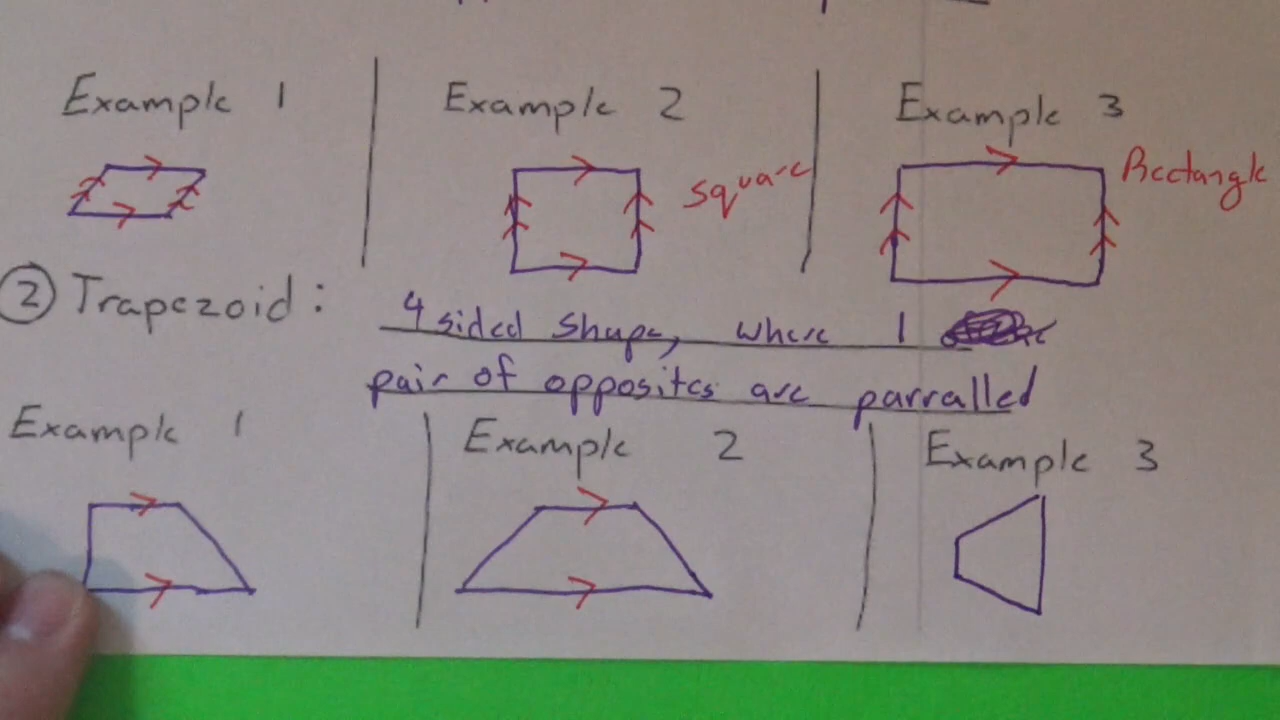 Example 1 Example 2 Example 3
square Rectangle
② Trapezoid: 4 sided shape, where 1
pair of opposites are parralled
Example 1 Example 2 Example 3